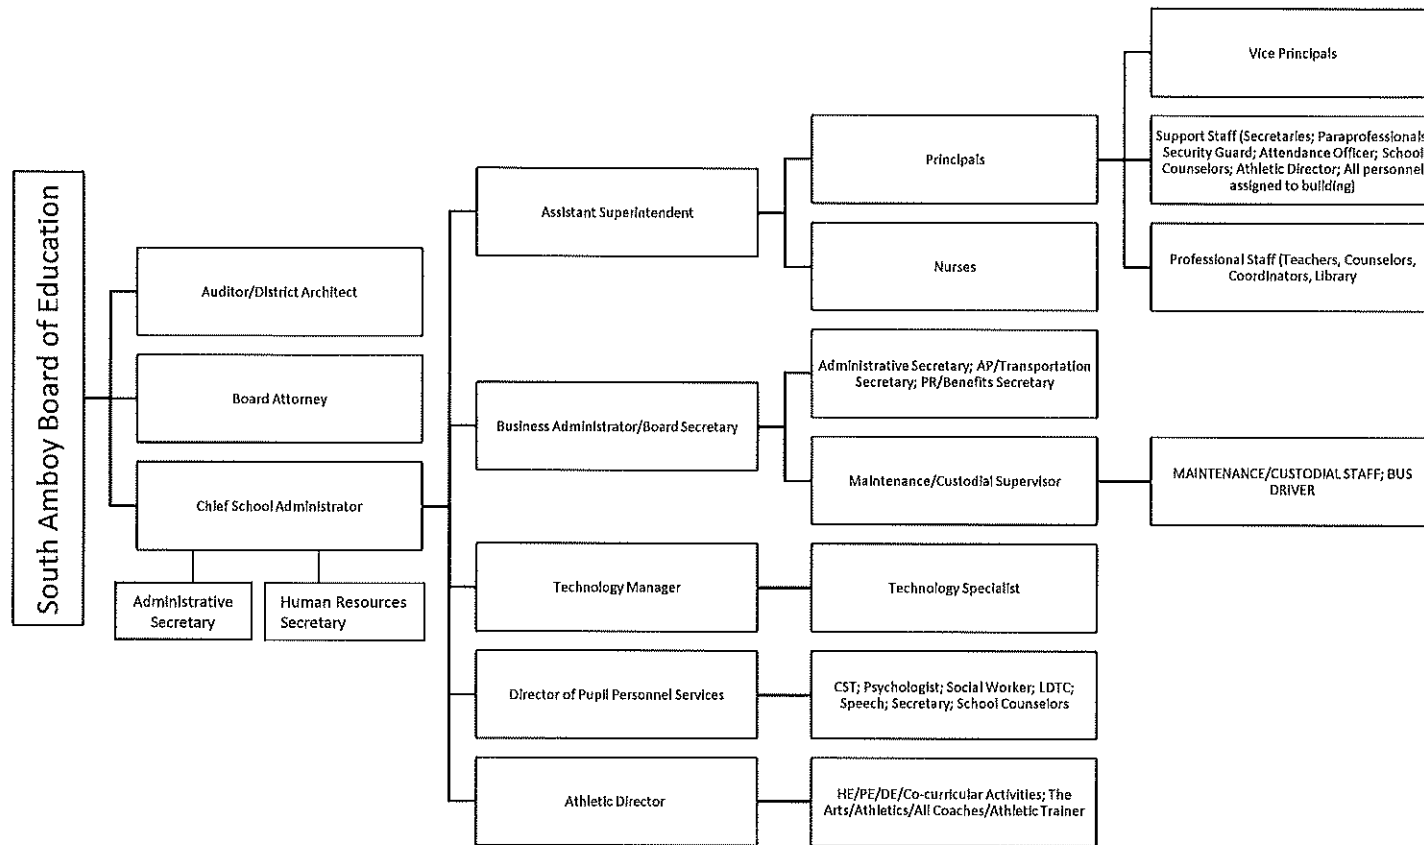 South Amboy Board of Education
Auditor/District Architect
Board Attorney
Chief School Administrator
Administrative
Secretary
Human Resources
Secretary
Assistant Superintendent
Business Administrator/Board Secretary
Technology Manager
Director of Pupil Personnel Services
Athletic Director
Principals
Nurses
Administrative Secretary; AP/Transportation
Secretary; PR/Benefits Secretary
Maintenance/Custodial Supervisor
Technology Specialist
CST; Psychologist; Social Worker; LDTC;
Speech; Secretary; School Counselors
HE/PE/DE/Co-curricular Activities; The
Arts/Athletics/All Coaches/Athletic Trainer
Vice Principals
Support Staff (Secretaries; Paraprofessionals
Security Guard; Attendance Officer; School
Counselors; Athletic Director; All personnel
assigned to building)
Professional Staff (Teachers, Counselors,
Coordinators, Library
MAINTENANCE/CUSTODIAL STAFF; BUS
DRIVER